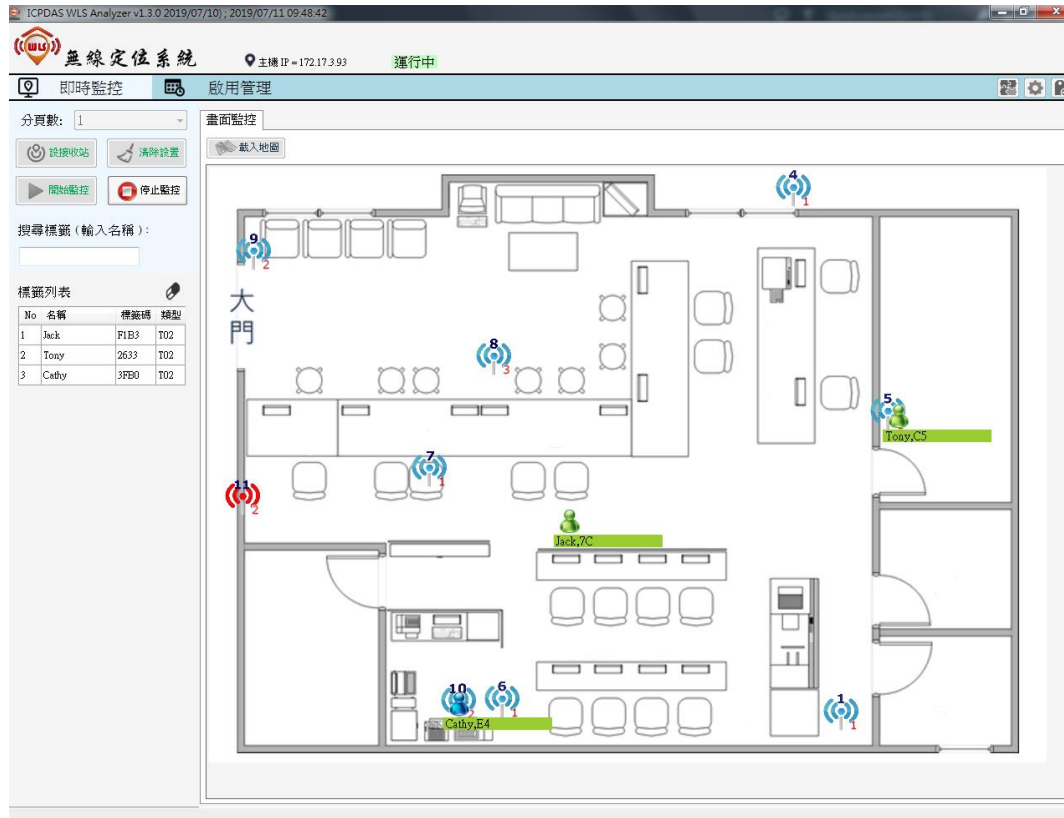 ICPDAS WLS Analyzer v1.3.0 2019/07/10) ; 2019/07/11 09:48:42
WLS
無線定位系統
主機 IP = 172.17.3.93
運行中
即時監控
啟用管理
分頁數: 1
設接收站
清除設置
開始監控
停止監控
搜尋標籤 ( 輸入名稱 ) :
標籤列表
No 名稱 標籤碼 類型
1 Jack F1B3 T02
2 Tony 2633 T02
3 Cathy 3FB0 T02
畫面監控
載入地圖
4
1
9
2
大門
8
3
5
Tony,C5
7
1
11
2
Jack,7C
10
2
6
1
Cathy,E4
1
1